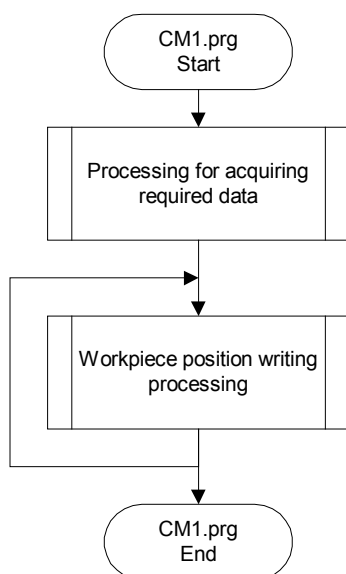 CM1.prg
Start
Processing for acquiring
required data
Workpiece position writing
processing
CM1.prg
End